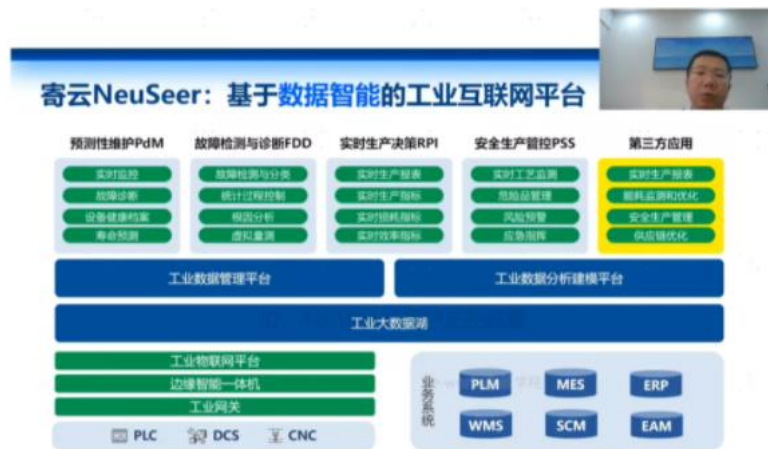 寄云NeuSeer：基于数据智能的工业互联网平台
预测性维护PdM
实时监控
故障诊断
设备健康档案
寿命预测
故障检测与诊断FDD
故障检测与分类
统计过程控制
根因分析
虚拟量测
实时生产决策RPI
实时生产报表
实时生产指标
实时损耗指标
实时效率指标
安全生产管控PSS
实时工艺监测
危险品管理
风险预警
应急指挥
第三方应用
实时生产报表
能耗监测和优化
安全生产管理
供应链优化
工业数据管理平台
工业数据分析建模平台
工业大数据湖
工业物联网平台
边缘智能一体机
工业网关
PLC
DCS
CNC
业务系统
PLM
MES
ERP
WMS
SCM
EAM